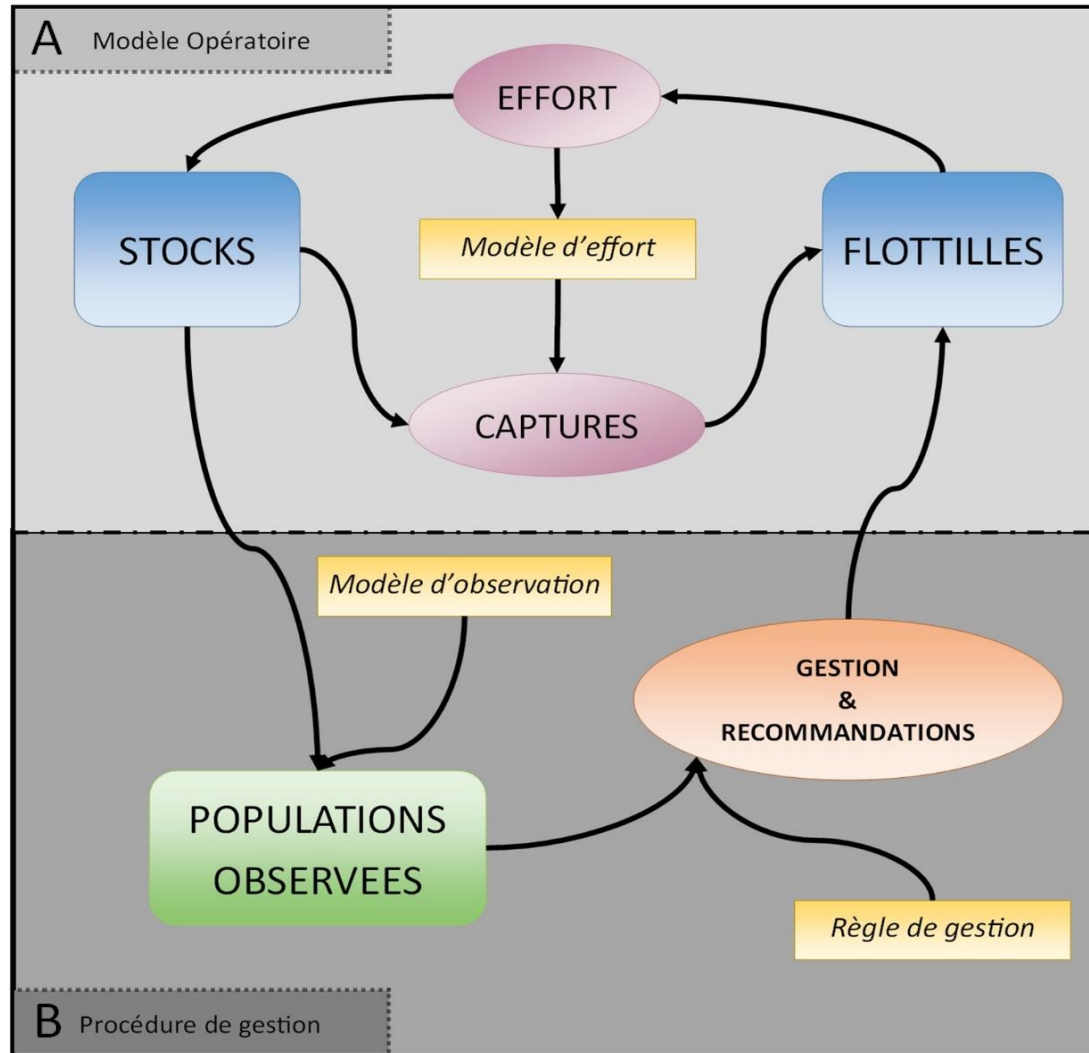 A Modèle Opératoire
EFFORT
STOCKS
Modèle d'effort
FLOTTILLES
CAPTURES
Modèle d'observation
GESTION
&
RECOMMANDATIONS
POPULATIONS
OBSERVEES
Règle de gestion
B Procédure de gestion